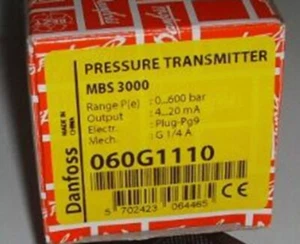 PRESSURE TRANSMITTER
MBS 3000
Range P(e) : 0...600 bar
Output : 4...20 mA
Electr. : Plug-Pg9
Mech. : G 1/4 A
060G1110
5 702423 064465
Danfoss
MADE IN
CHINA